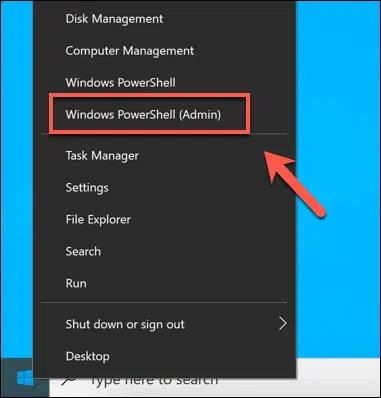 Disk Management
Computer Management
Windows PowerShell
Windows PowerShell (Admin)
Task Manager
Settings
File Explorer
Search
Run
Shut down or sign out
Desktop
Type here to search